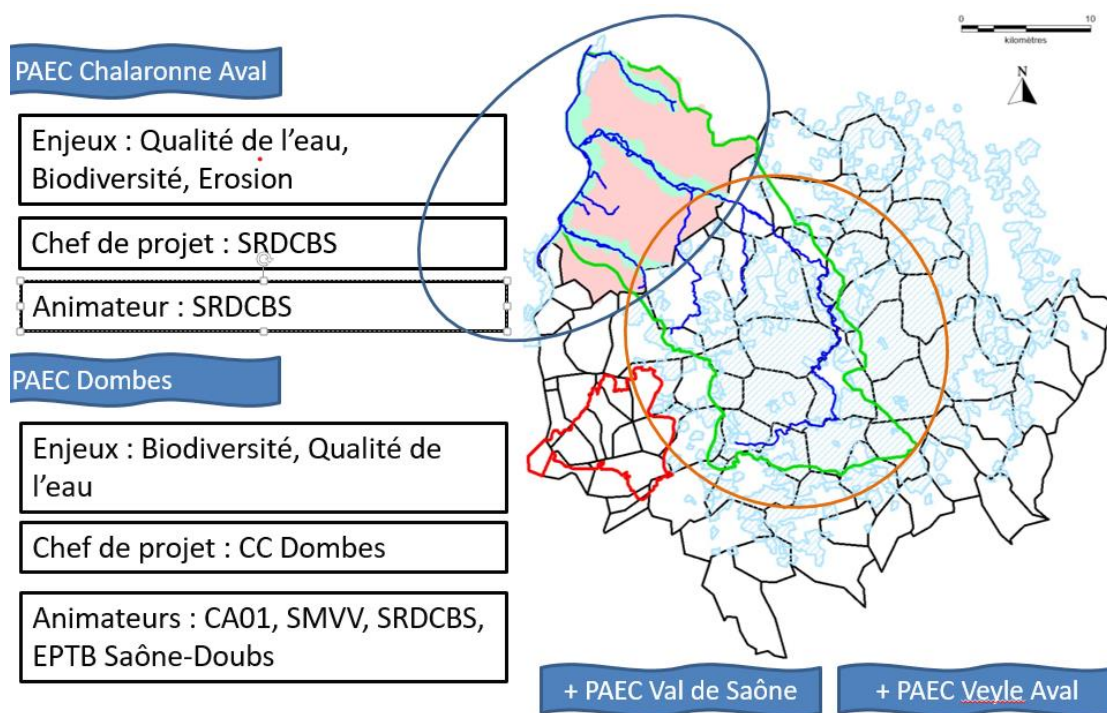 PAEC Chalaronne Aval
Enjeux : Qualité de l’eau,
Biodiversité, Erosion
Chef de projet : SRDCBS
Animateur : SRDCBS
PAEC Dombes
Enjeux : Biodiversité, Qualité de
l’eau
Chef de projet : CC Dombes
Animateurs : CA01, SMVV, SRDCBS,
EPTB Saône-Doubs
0 10
kilomètres
N
+ PAEC Val de Saône
+ PAEC Veyle Aval